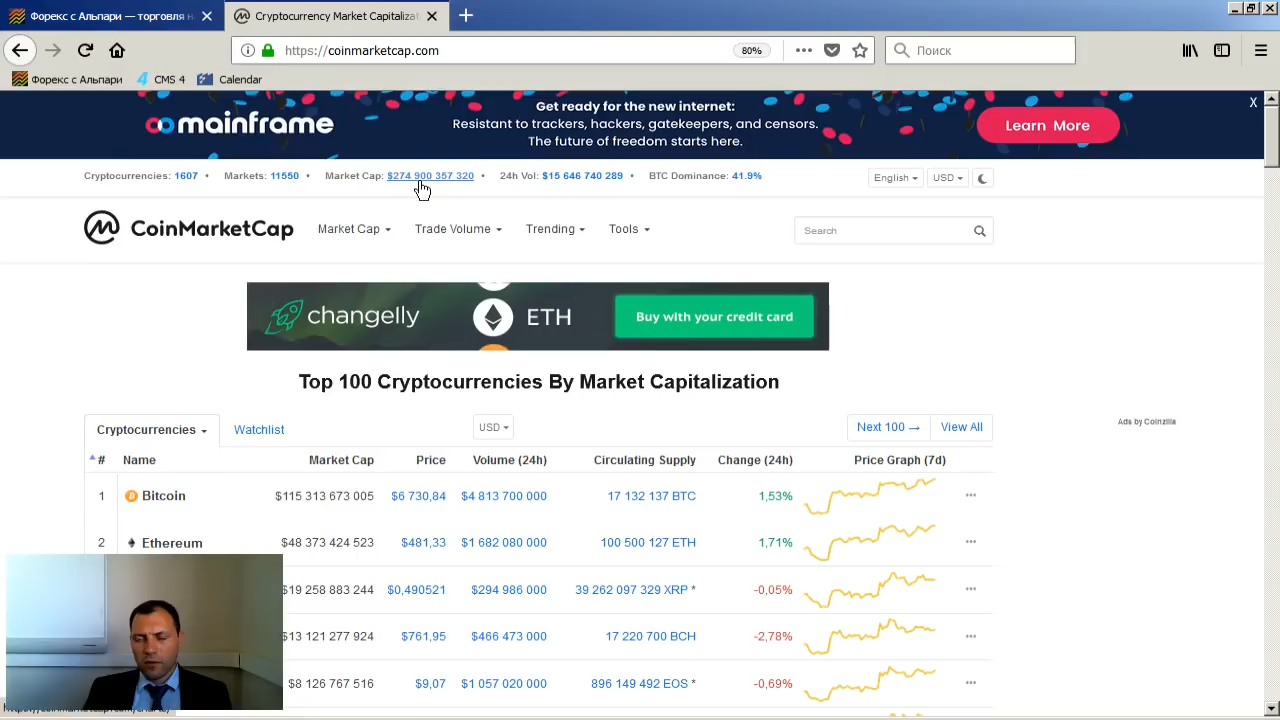 Форекс с Альпари — торговля н
Cryptocurrency Market Capitaliza
https://coinmarketcap.com
80%
Поиск
Форекс с Альпари
CMS 4
Calendar
mainframe
Get ready for the new internet:
Resistant to trackers, hackers, gatekeepers, and censors.
The future of freedom starts here.
Learn More
X
Cryptocurrencies: 1607 • Markets: 11550 • Market Cap: $274 900 357 320 • 24h Vol: $15 646 740 289 • BTC Dominance: 41.9%
English
USD
CoinMarketCap
Market Cap
Trade Volume
Trending
Tools
Search
changelly
ETH
Buy with your credit card
Top 100 Cryptocurrencies By Market Capitalization
Cryptocurrencies
Watchlist
USD
Next 100 →
View All
Ads by Coinzilla
# Name Market Cap Price Volume (24h) Circulating Supply Change (24h) Price Graph (7d)
1 Bitcoin $115 313 673 005 $6 730,84 $4 813 700 000 17 132 137 BTC 1,53%
2 Ethereum $48 373 424 523 $481,33 $1 682 080 000 100 500 127 ETH 1,71%
$19 258 883 244 $0,490521 $294 986 000 39 262 097 329 XRP * -0,05%
$13 121 277 924 $761,95 $466 473 000 17 220 700 BCH -2,78%
$8 126 767 516 $9,07 $1 057 020 000 896 149 492 EOS * -0,69%